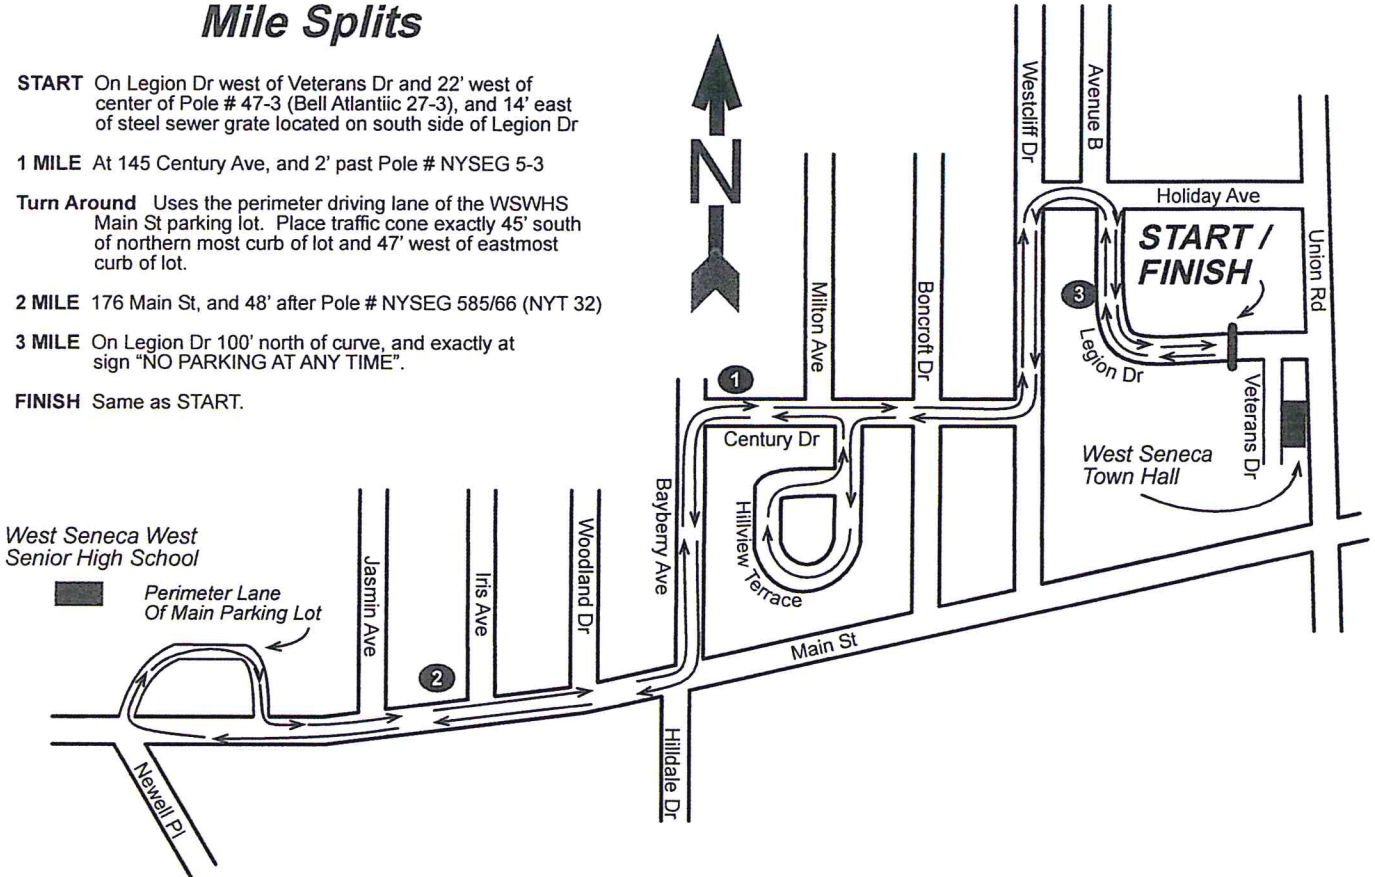 Mile Splits
START On Legion Dr west of Veterans Dr and 22' west of
center of Pole # 47-3 (Bell Atlantiic 27-3), and 14' east
of steel sewer grate located on south side of Legion Dr
1 MILE At 145 Century Ave, and 2' past Pole # NYSEG 5-3
Turn Around Uses the perimeter driving lane of the WSWHS
Main St parking lot. Place traffic cone exactly 45' south
of northern most curb of lot and 47' west of eastmost
curb of lot.
2 MILE 176 Main St, and 48' after Pole # NYSEG 585/66 (NYT 32)
3 MILE On Legion Dr 100' north of curve, and exactly at
sign "NO PARKING AT ANY TIME".
FINISH Same as START.
N
Westcliff Dr
Avenue B
Holiday Ave
START /
FINISH
Union Rd
3
Legion Dr
Milton Ave
Boncroft Dr
1
Century Dr
Veterans Dr
West Seneca
Town Hall
Bayberry Ave
Hillview Terrace
West Seneca West
Senior High School
Perimeter Lane
Of Main Parking Lot
Jasmin Ave
Iris Ave
Woodland Dr
2
Main St
Hilldale Dr
Newell Pl